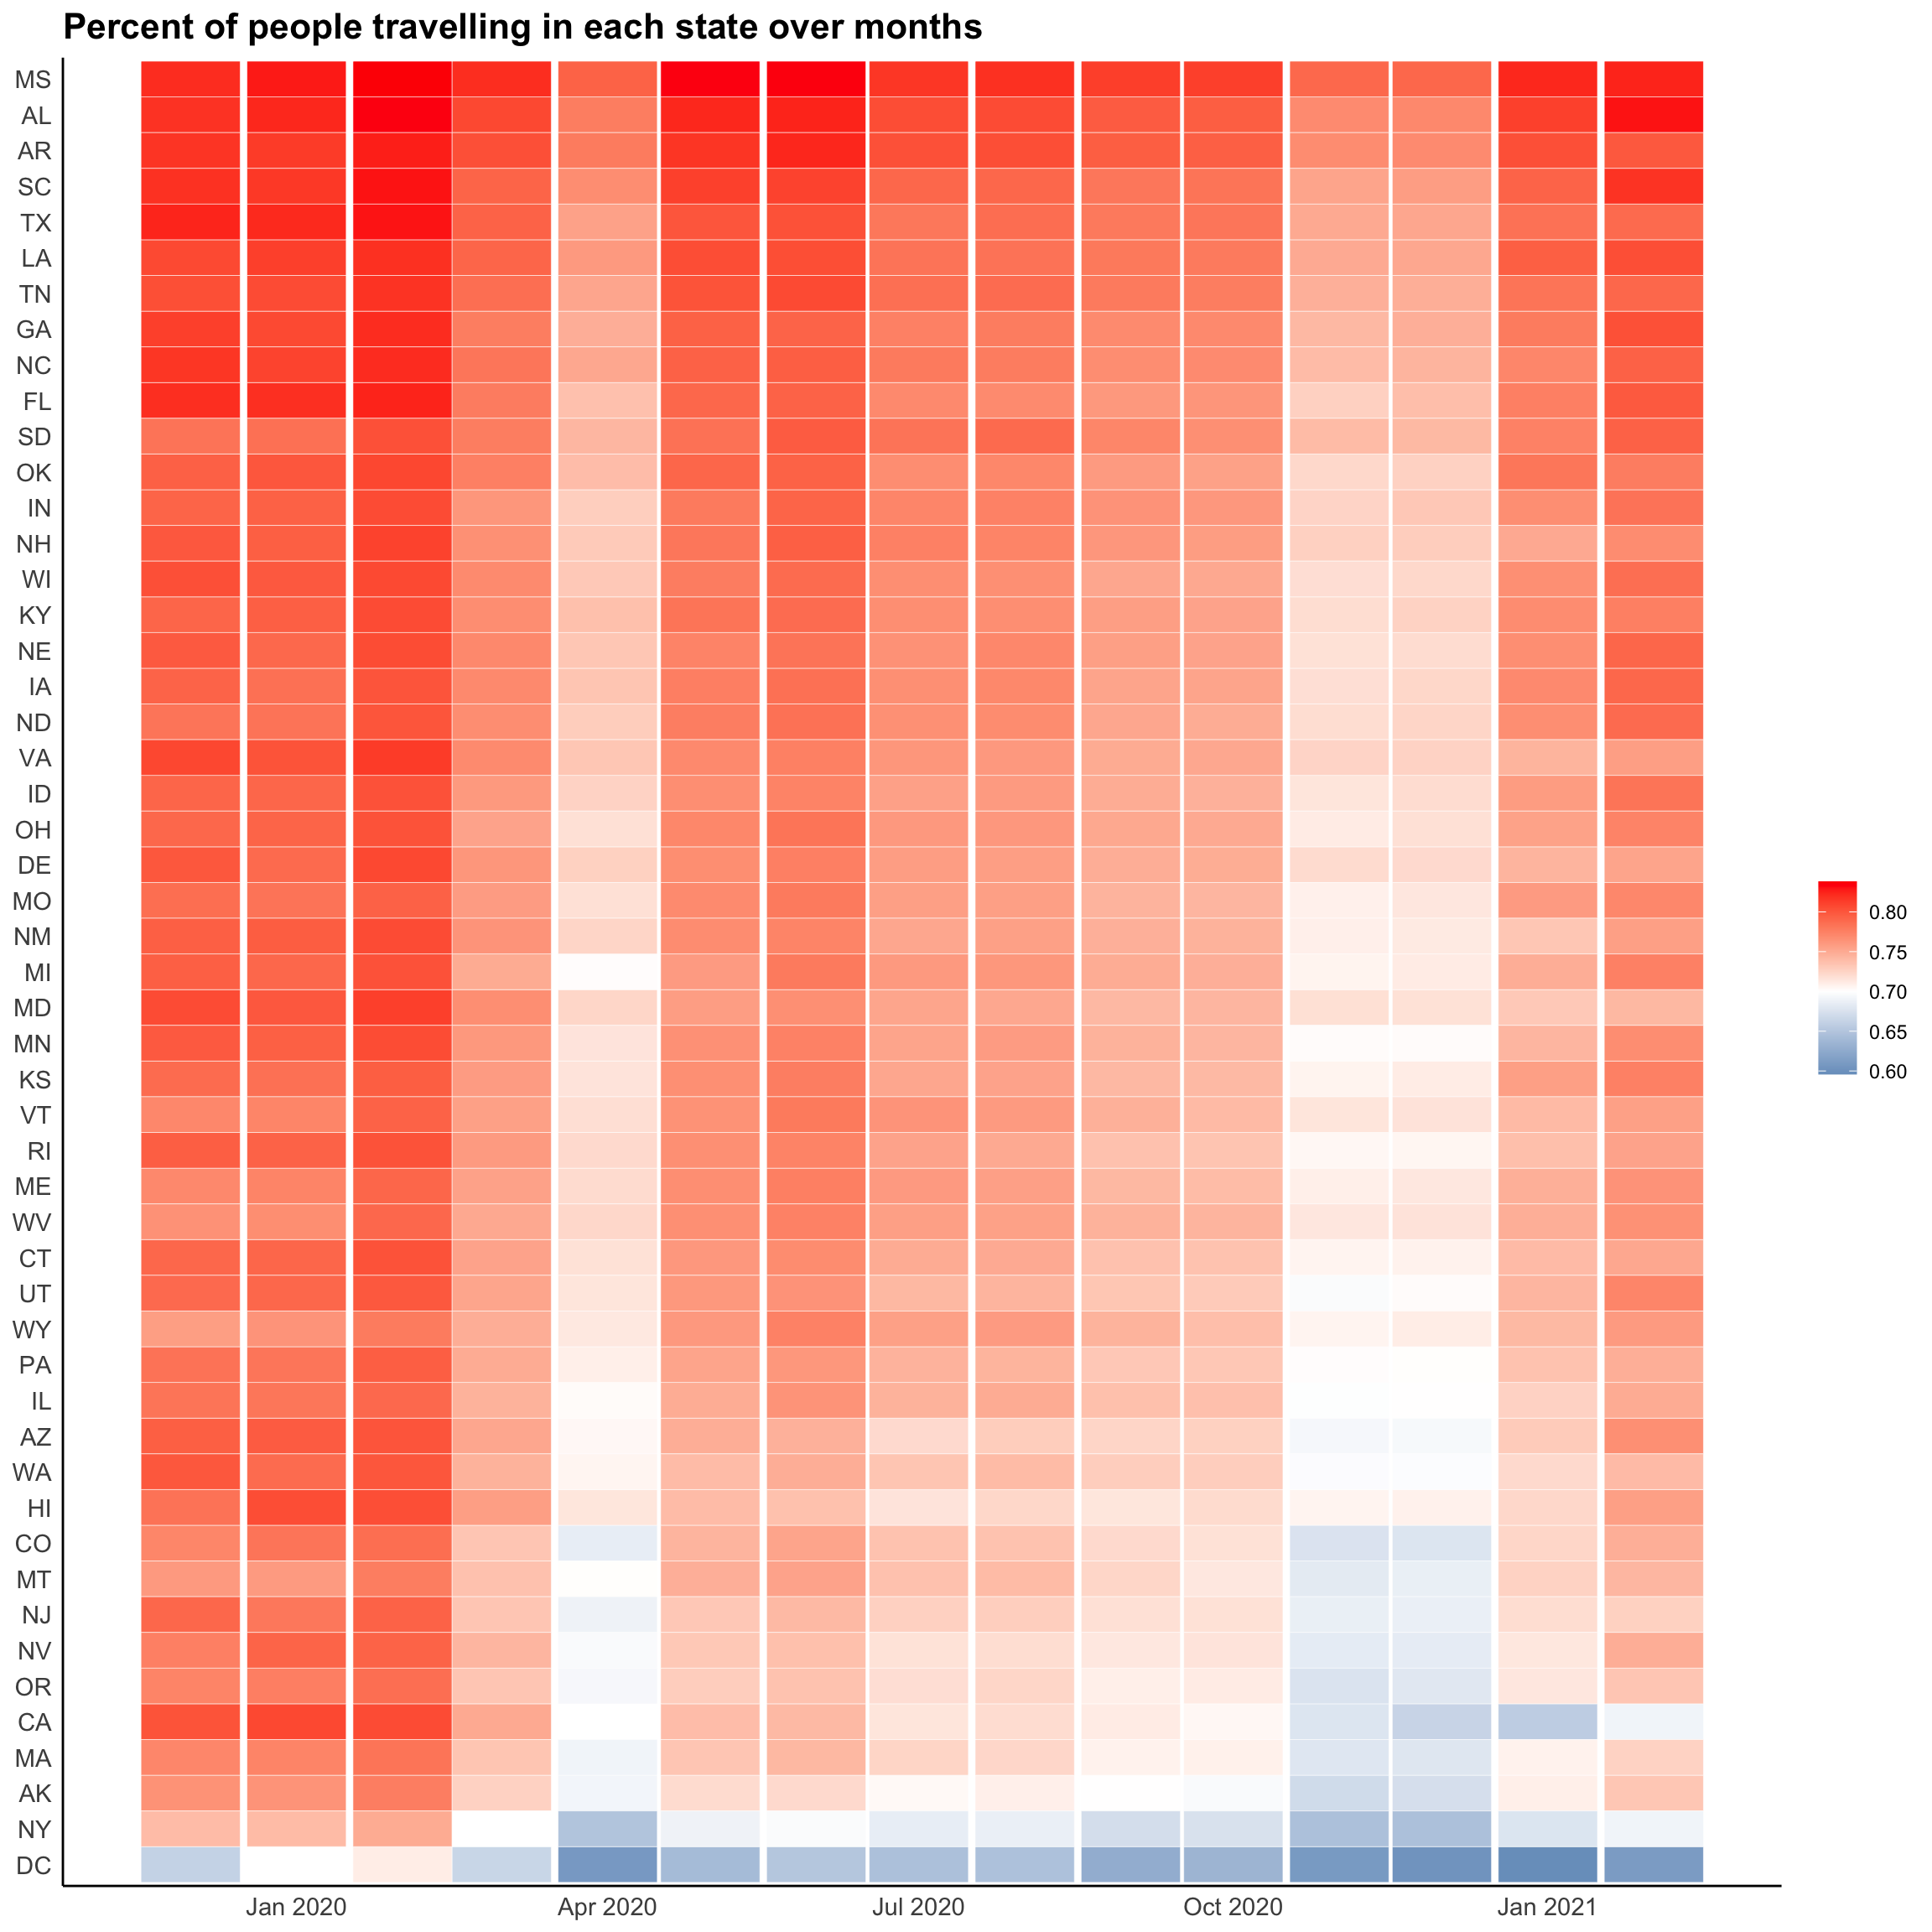 Percent of people travelling in each state over months
MS
AL
AR
SC
TX
LA
TN
GA
NC
FL
SD
OK
IN
NH
WI
KY
NE
IA
ND
VA
ID
OH
DE
MO
NM
MI
MD
MN
KS
VT
RI
ME
WV
CT
UT
WY
PA
IL
AZ
WA
HI
CO
MT
NJ
NV
OR
CA
MA
AK
NY
DC
Jan 2020 Apr 2020 Jul 2020 Oct 2020 Jan 2021
0.80
0.75
0.70
0.65
0.60